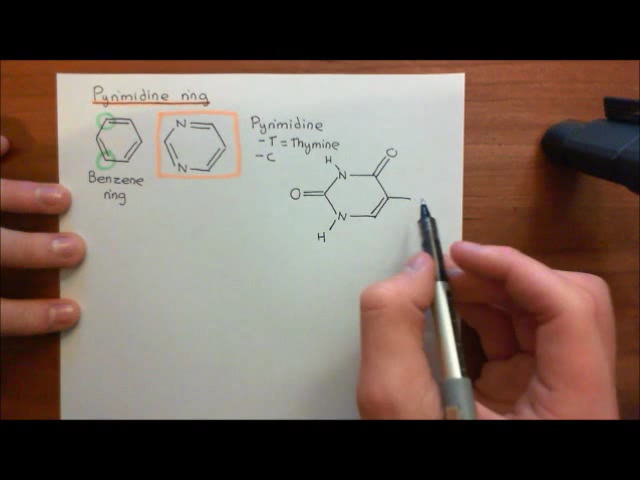 Pyrimidine ring
N
N
Benzene
ring
Pyrimidine
- T = Thymine
- C
H
N
O
O
N
H